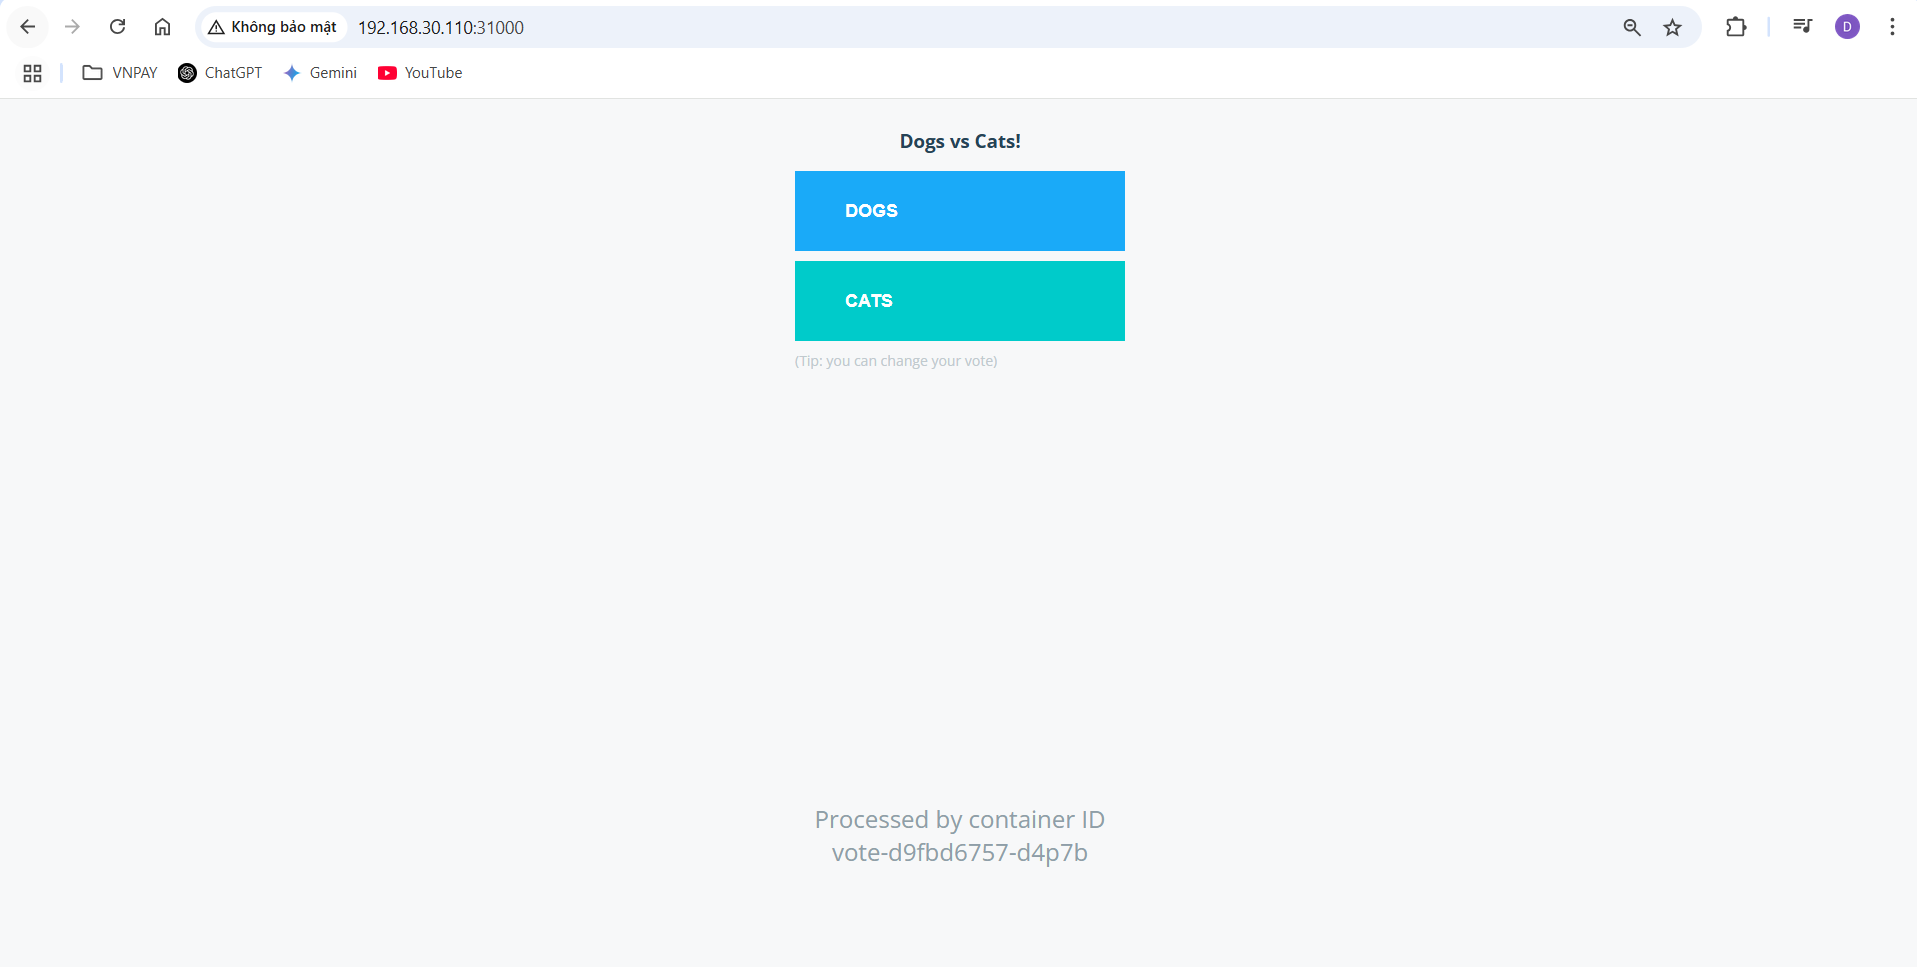 Không bảo mật
192.168.30.110:31000
D
VNPAY
ChatGPT
Gemini
YouTube
Dogs vs Cats!
DOGS
CATS
(Tip: you can change your vote)
Processed by container ID
vote-d9fbd6757-d4p7b